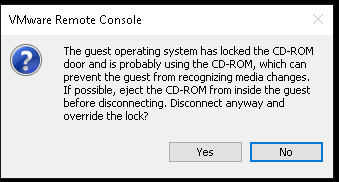 VMware Remote Console
The guest operating system has locked the CD-ROM
door and is probably using the CD-ROM, which can
prevent the guest from recognizing media changes.
If possible, eject the CD-ROM from inside the guest
before disconnecting. Disconnect anyway and
override the lock?
Yes
No